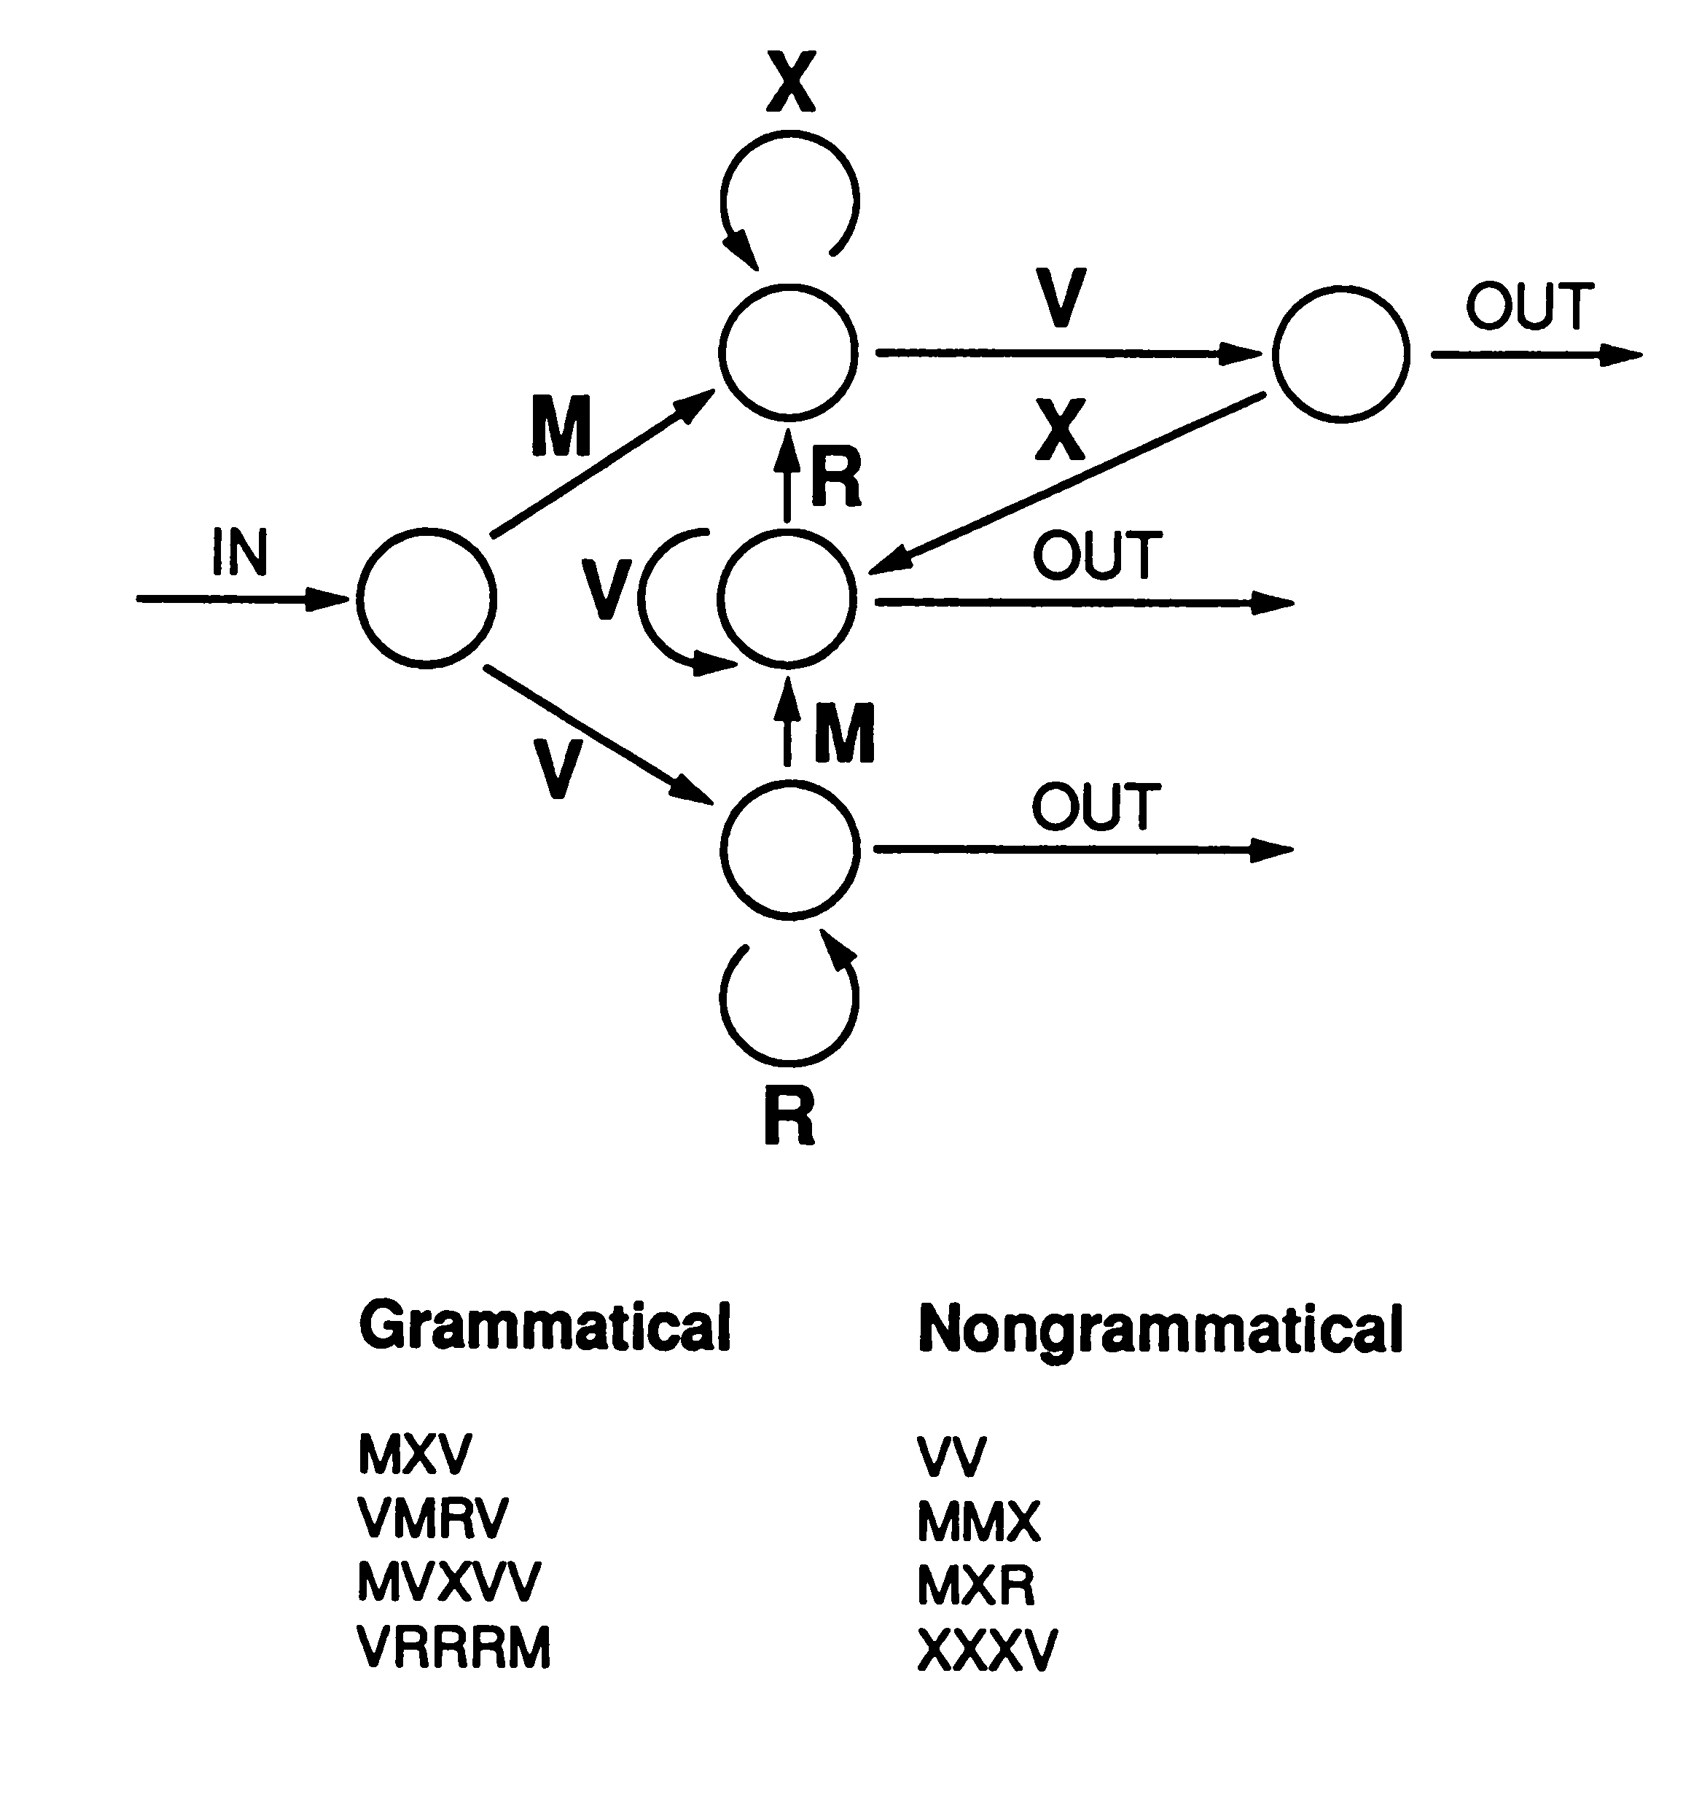 X
V
OUT
M
X
R
IN
V
OUT
M
V
OUT
R
Grammatical
Nongrammatical
MXV
VV
VMRV
MMX
MVXVV
MXR
VRRRM
XXXV